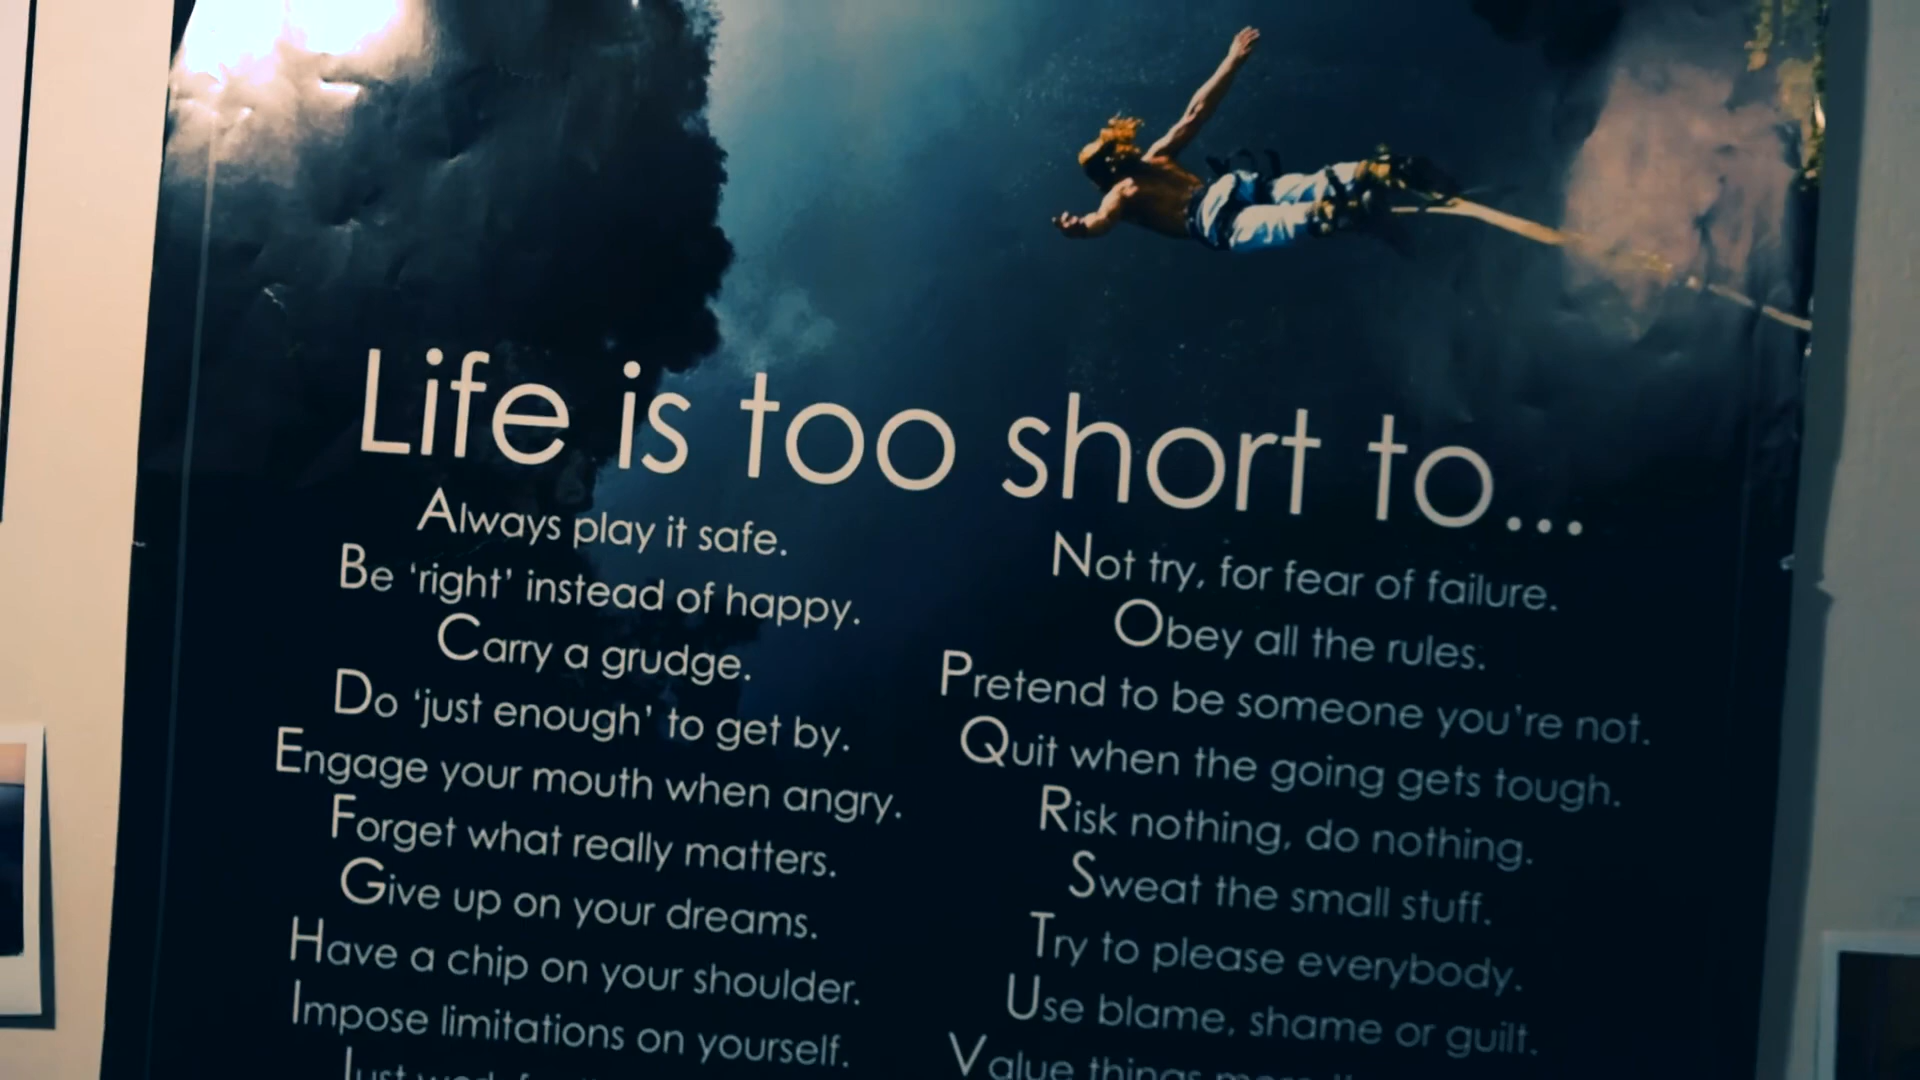 Life is too short to...
Always play it safe.
Be ‘right’ instead of happy.
Carry a grudge.
Do ‘just enough’ to get by.
Engage your mouth when angry.
Forget what really matters.
Give up on your dreams.
Have a chip on your shoulder.
Impose limitations on yourself.
Just
Not try, for fear of failure.
Obey all the rules.
Pretend to be someone you're not.
Quit when the going gets tough.
Risk nothing, do nothing.
Sweat the small stuff.
Try to please everybody.
Use blame, shame or guilt.
Value things more